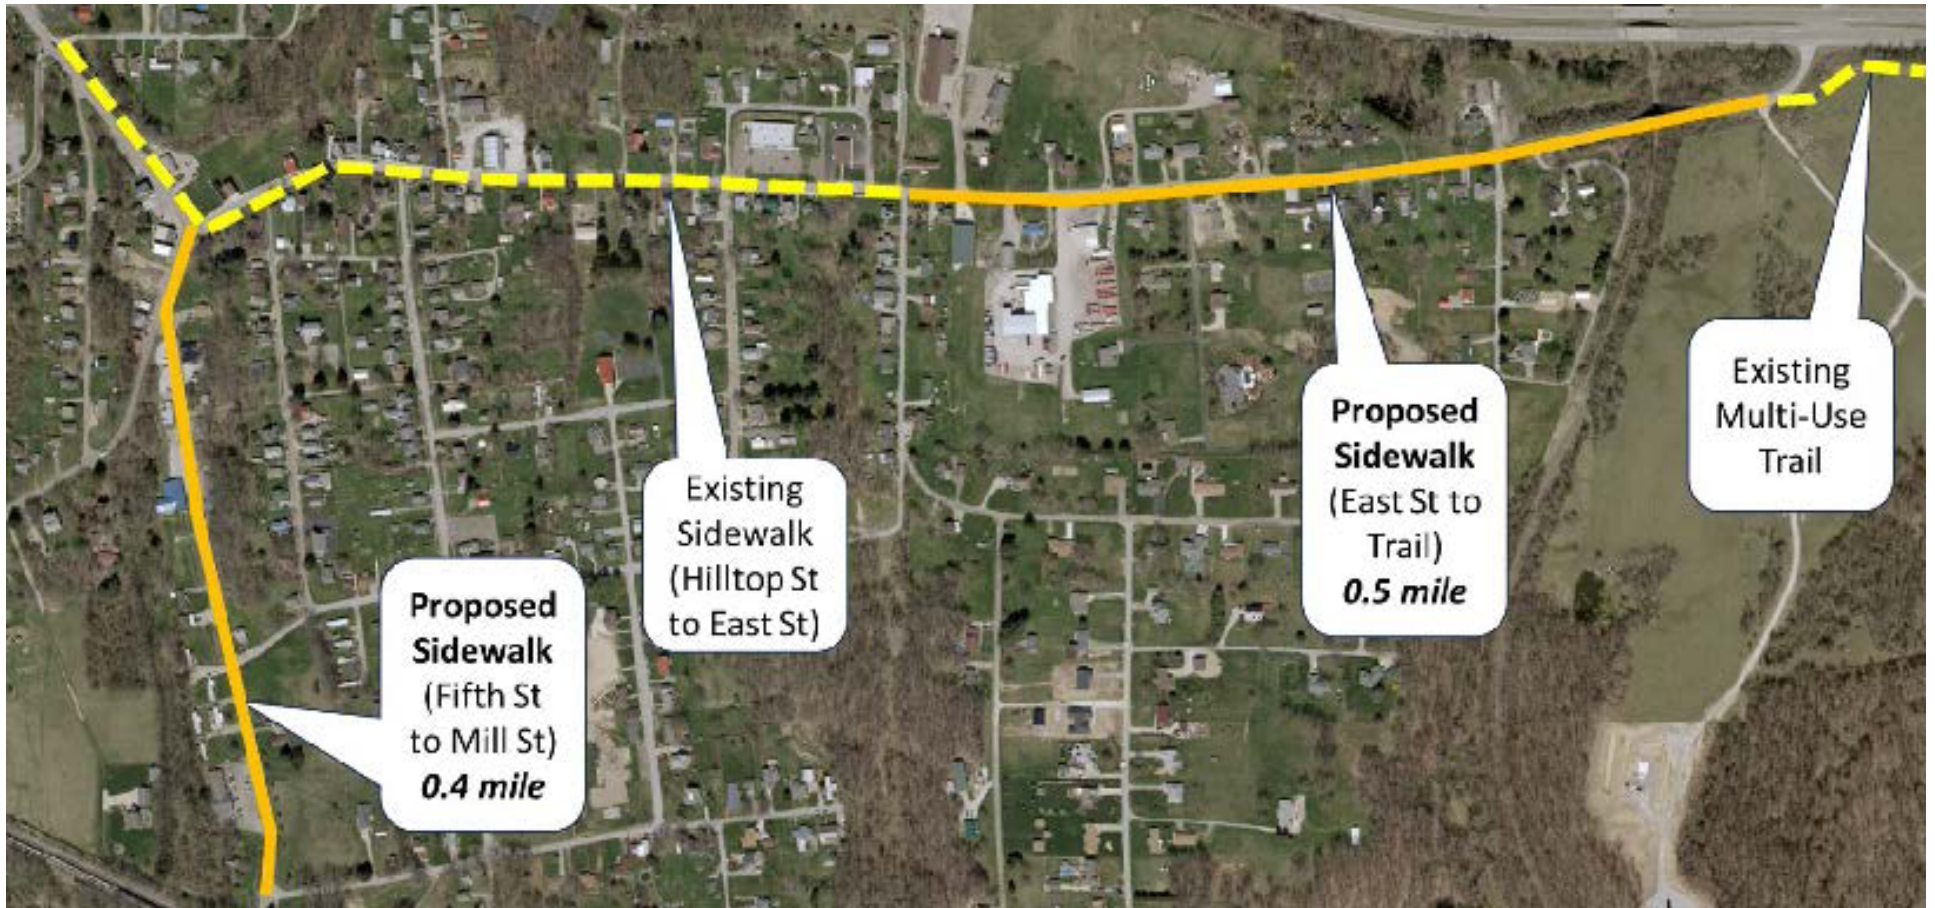 Proposed
Sidewalk
(Fifth St
to Mill St)
0.4 mile
Existing
Sidewalk
(Hilltop St
to East St)
Proposed
Sidewalk
(East St to
Trail)
0.5 mile
Existing
Multi-Use
Trail